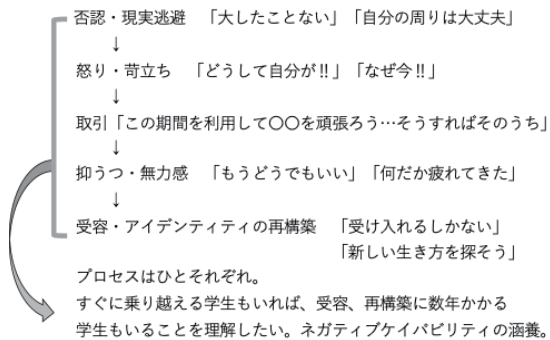 否認・現実逃避 「大したことない」「自分の周りは大丈夫」
↓
怒り・苛立ち 「どうして自分が!!」「なぜ今!!」
↓
取引「この期間を利用して〇〇を頑張ろう…そうすればそのうち」
↓
抑うつ・無力感 「もうどうでもいい」「何だか疲れてきた」
↓
受容・アイデンティティの再構築 「受け入れるしかない」
「新しい生き方を探そう」
プロセスはひとそれぞれ。
すぐに乗り越える学生もいれば、受容、再構築に数年かかる
学生もいることを理解したい。ネガティブケイパビリティの涵養。